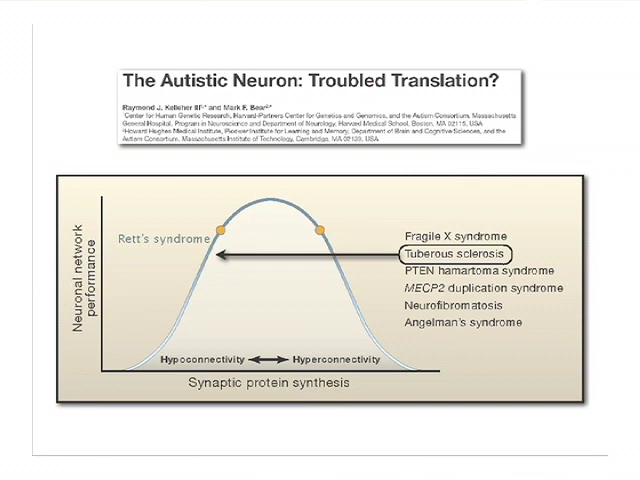 The Autistic Neuron: Troubled Translation?
Raymond J. Kelleher III¹,* and Mark F. Bear²,*
¹Center for Human Genetic Research, Harvard-Partners Center for Genetics and Genomics, and the Autism Consortium, Massachusetts
General Hospital, Program in Neuroscience and Department of Neurology, Harvard Medical School, Boston, MA 02115, USA
²Howard Hughes Medical Institute, Picower Institute for Learning and Memory, Department of Brain and Cognitive Sciences, and the
Autism Consortium, Massachusetts Institute of Technology, Cambridge, MA 02139, USA
Neuronal network
performance
Rett's syndrome
Fragile X syndrome
Tuberous sclerosis
PTEN hamartoma syndrome
MECP2 duplication syndrome
Neurofibromatosis
Angelman's syndrome
Hypoconnectivity Hyperconnectivity
Synaptic protein synthesis